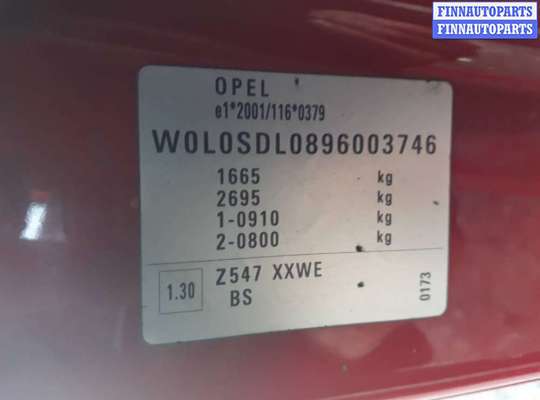 FINNAUTOPARTS
FINNAUTOPARTS
OPEL
e1*2001/116*0379
W0L0SDL0896003746
1665 kg
2695 kg
1-0910 kg
2-0800 kg
1.30 Z547 XXWE
BS
0173